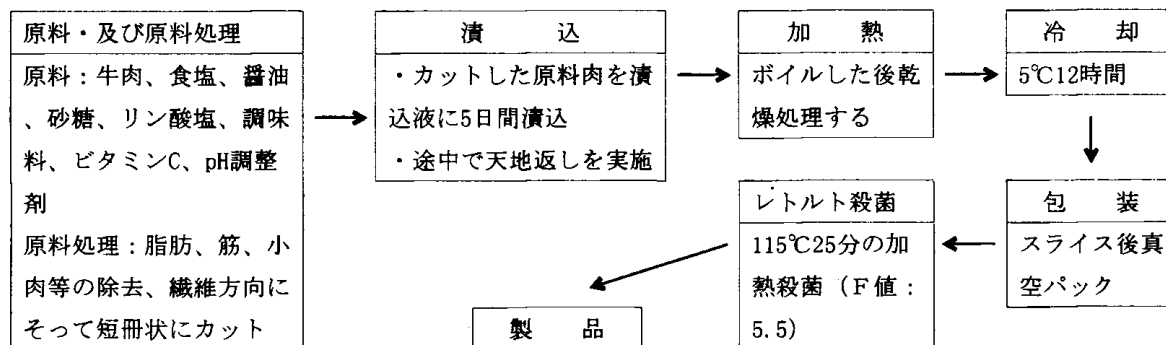 原料・及び原料処理
原料：牛肉、食塩、醤油
、砂糖、リン酸塩、調味
料、ビタミンC、pH調整
剤
原料処理：脂肪、筋、小
肉等の除去、繊維方向に
そって短冊状にカット
漬　込
・カットした原料肉を漬
込液に5日間漬込
・途中で天地返しを実施
加　熱
ボイルした後乾
燥処理する
冷　却
5℃12時間
包　装
スライス後真
空パック
レトルト殺菌
115℃25分の加
熱殺菌（F値：
5.5）
製　品